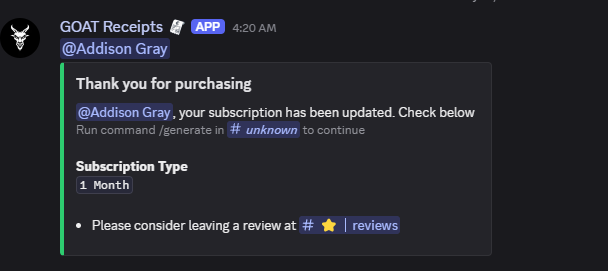 GOAT Receipts APP 4:20 AM
@Addison Gray
Thank you for purchasing
@Addison Gray, your subscription has been updated. Check below
Run command /generate in # unknown to continue
Subscription Type
1 Month
• Please consider leaving a review at # ⭐ | reviews